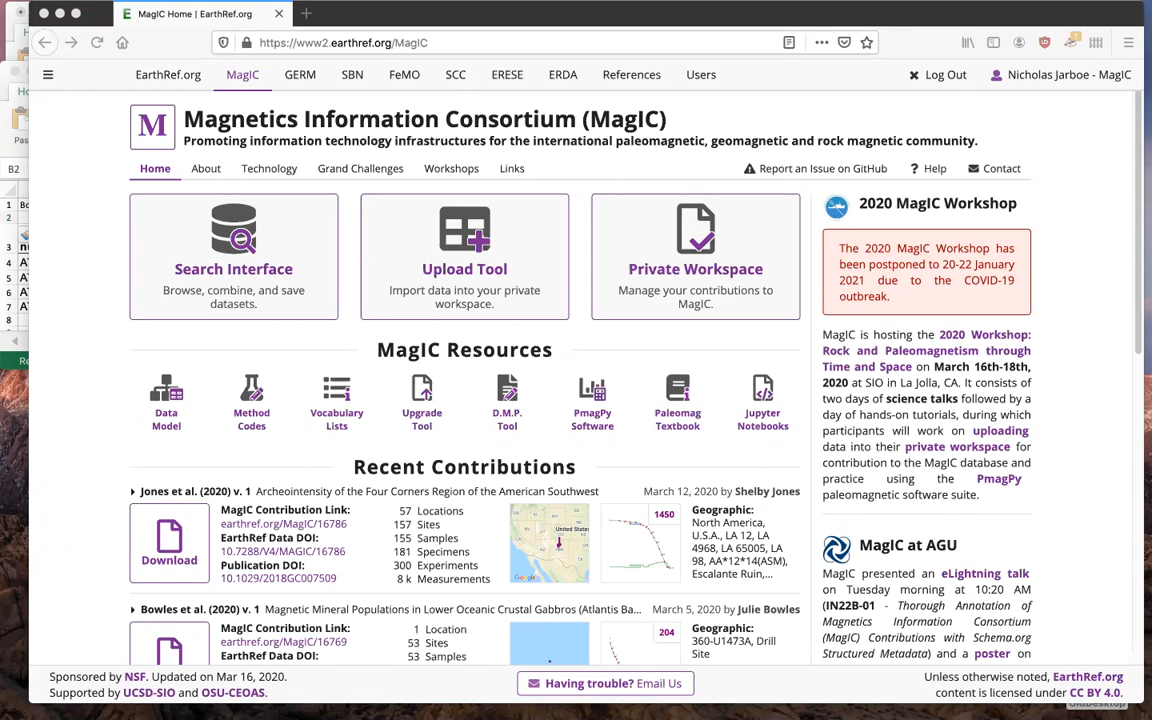 MagIC Home | EarthRef.org
https://www2.earthref.org/MagIC
EarthRef.org MagIC GERM SBN FeMO SCC ERESE ERDA References Users Log Out Nicholas Jarboe - MagIC
M
Magnetics Information Consortium (MagIC)
Promoting information technology infrastructures for the international paleomagnetic, geomagnetic and rock magnetic community.
Home About Technology Grand Challenges Workshops Links Report an Issue on GitHub ? Help Contact
Search Interface
Browse, combine, and save
datasets.
Upload Tool
Import data into your private
workspace.
Private Workspace
Manage your contributions to
MagIC.
MagIC Resources
Data
Model
Method
Codes
Vocabulary
Lists
Upgrade
Tool
D.M.P.
Tool
PmagPy
Software
Paleomag
Textbook
Jupyter
Notebooks
Recent Contributions
Jones et al. (2020) v. 1 Archeointensity of the Four Corners Region of the American Southwest March 12, 2020 by Shelby Jones
Download
MagIC Contribution Link:
earthref.org/MagIC/16786
EarthRef Data DOI:
10.7288/V4/MAGIC/16786
Publication DOI:
10.1029/2018GC007509
57 Locations
157 Sites
155 Samples
181 Specimens
300 Experiments
8 k Measurements
United States
Google
1450
Geographic:
North America,
U.S.A., LA 12, LA
4968, LA 65005, LA
98, AA*12*14(ASM),
Escalante Ruin,...
Bowles et al. (2020) v. 1 Magnetic Mineral Populations in Lower Oceanic Crustal Gabbros (Atlantis Ba... March 5, 2020 by Julie Bowles
MagIC Contribution Link:
earthref.org/MagIC/16769
EarthRef Data DOI:
1 Location
53 Sites
53 Samples
204
Geographic:
360-U1473A, Drill
Site
2020 MagIC Workshop
The 2020 MagIC Workshop has
been postponed to 20-22 January
2021 due to the COVID-19
outbreak.
MagIC is hosting the 2020 Workshop:
Rock and Paleomagnetism through
Time and Space on March 16th-18th,
2020 at SIO in La Jolla, CA. It consists of
two days of science talks followed by a
day of hands-on tutorials, during which
participants will work on uploading
data into their private workspace for
contribution to the MagIC database and
practice using the PmagPy
paleomagnetic software suite.
MagIC at AGU
MagIC presented an eLightning talk
on Tuesday morning at 10:20 AM
(IN22B-01 - Thorough Annotation of
Magnetics Information Consortium
(MagIC) Contributions with Schema.org
Structured Metadata) and a poster on
Sponsored by NSF. Updated on Mar 16, 2020.
Supported by UCSD-SIO and OSU-CEOAS.
Having trouble? Email Us
Unless otherwise noted, EarthRef.org
content is licensed under CC BY 4.0.
B2
1
2
3
4
5
6
7
8